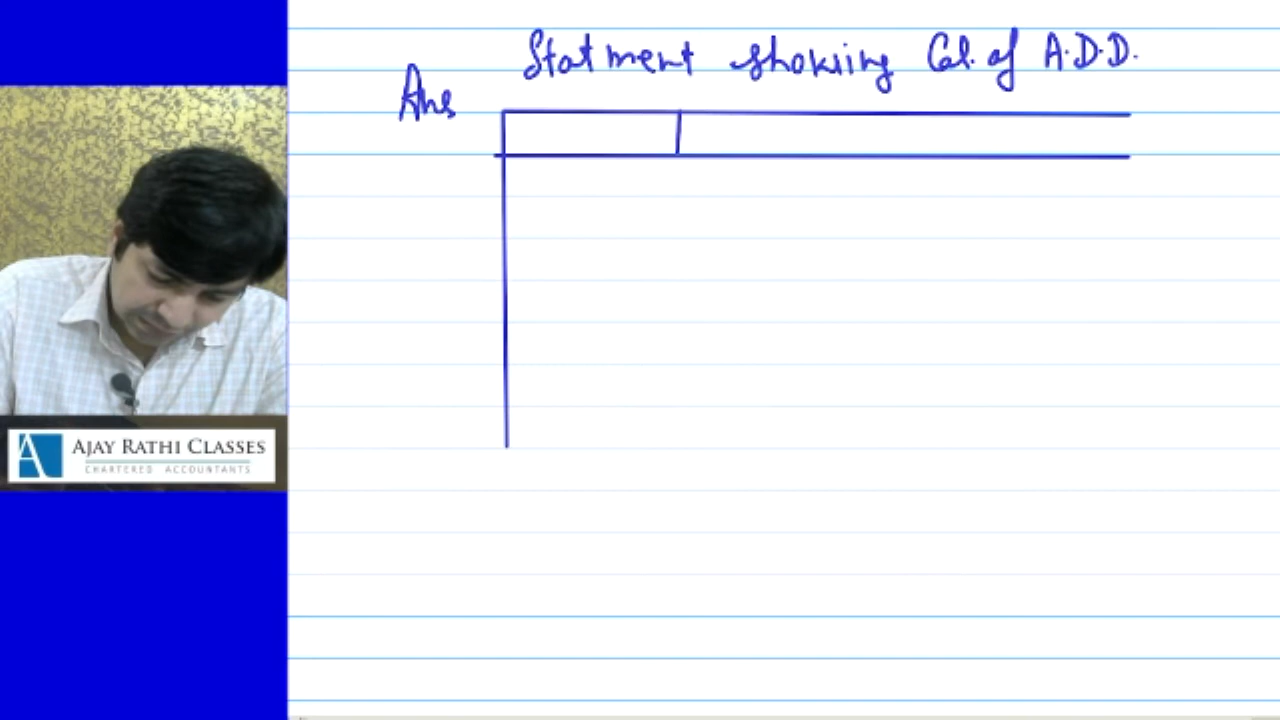 Statment showing Cal. of A.D.D.
Ans
AJAY RATHI CLASSES
CHARTERED ACCOUNTANTS